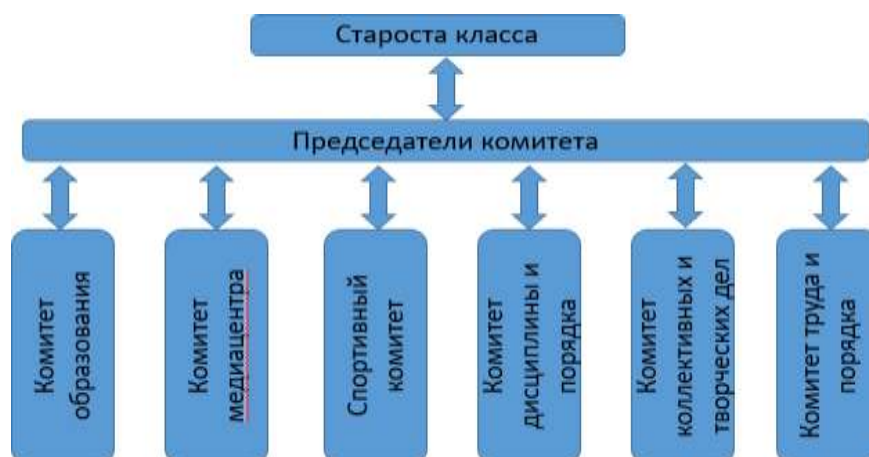 Староста класса
Председатели комитета
Комитет
образования
Комитет
медиацентра
Спортивный
комитет
Комитет
дисциплины и
порядка
Комитет
коллективных и
творческих дел
Комитет труда и
порядка